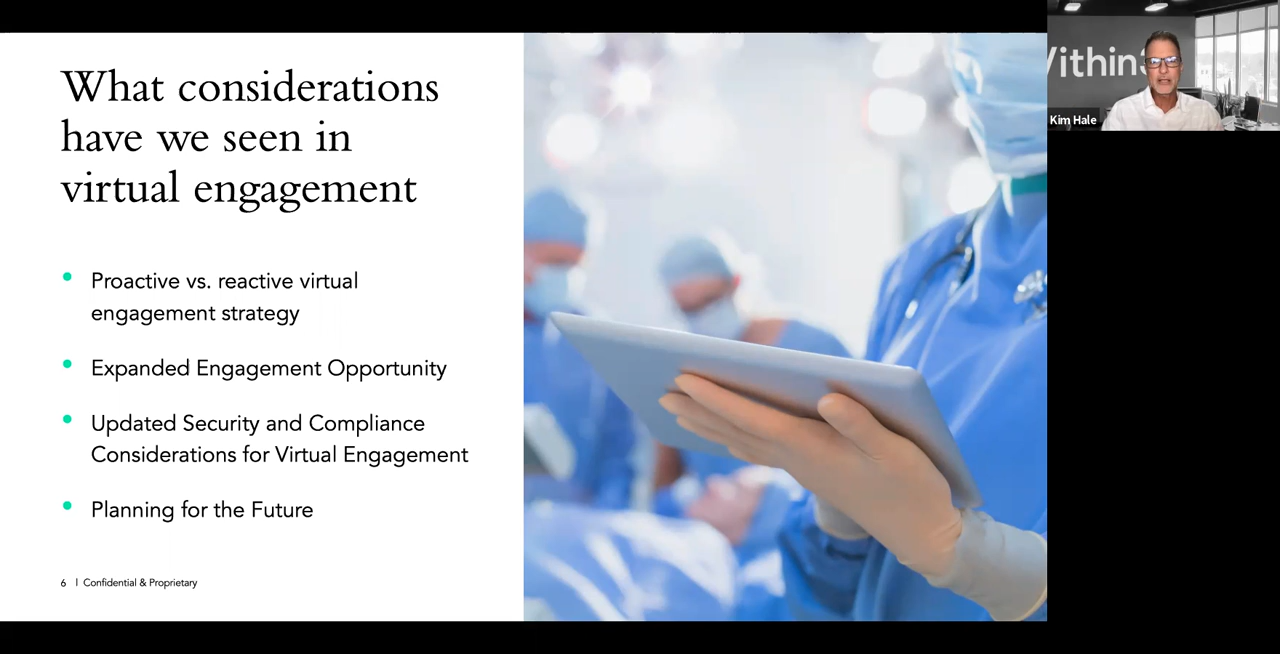 What considerations
have we seen in
virtual engagement
Proactive vs. reactive virtual
engagement strategy
Expanded Engagement Opportunity
Updated Security and Compliance
Considerations for Virtual Engagement
Planning for the Future
6 | Confidential & Proprietary
ithin3
Kim Hale